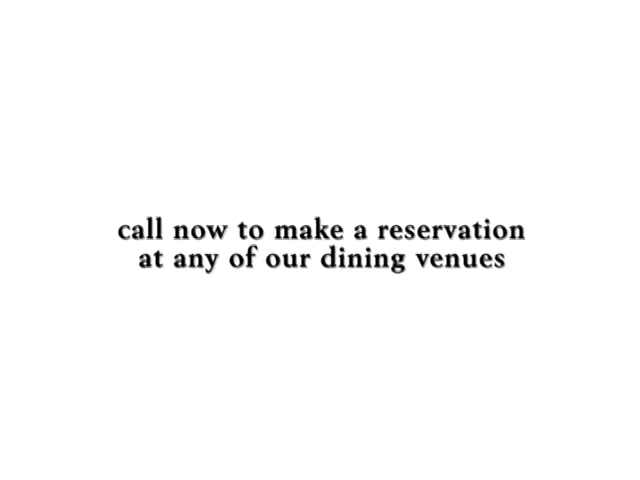 call now to make a reservation
at any of our dining venues